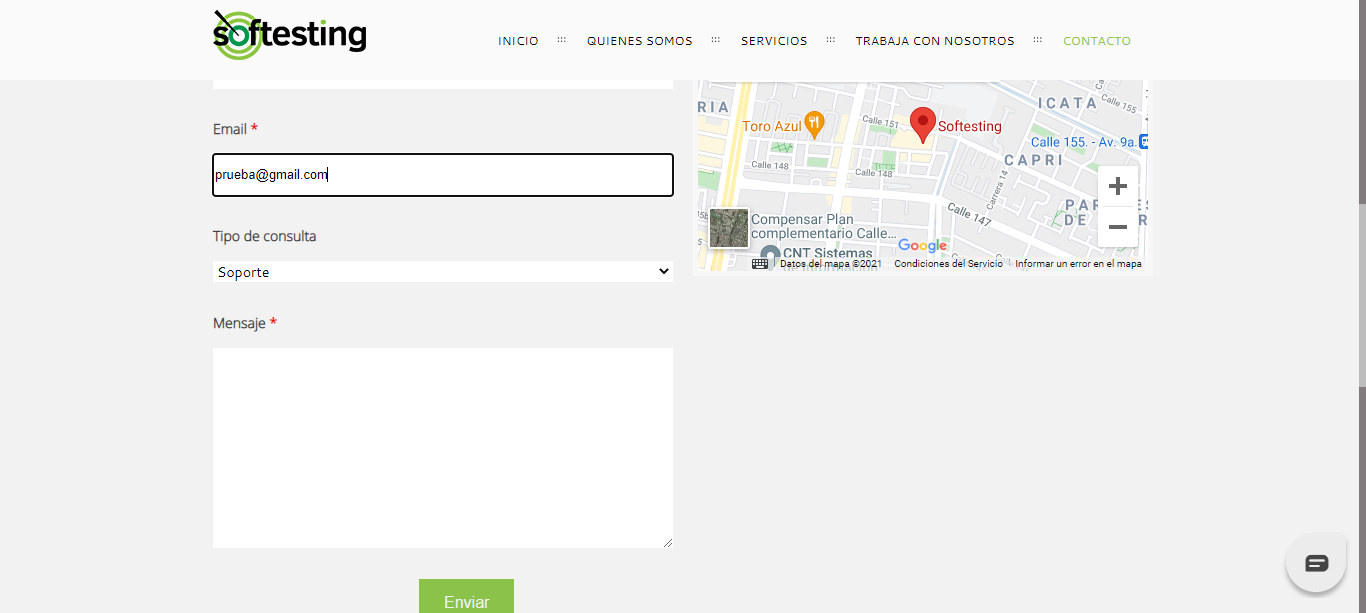 softesting
INICIO
QUIENES SOMOS
SERVICIOS
TRABAJA CON NOSOTROS
CONTACTO
Email *
prueba@gmail.com
Tipo de consulta
Soporte
Mensaje *
Enviar
RIA
ICATA
Calle 155
Toro Azul
Calle 151
Softesting
Calle 155. - Av. 9a.
CAPRI
Calle 148
Calle 148
Carrera 14
Calle 147
DE
Compensar Plan
complementario Calle...
Google
CNT Sistemas
Datos del mapa ©2021
Condiciones del Servicio
Informar un error en el mapa